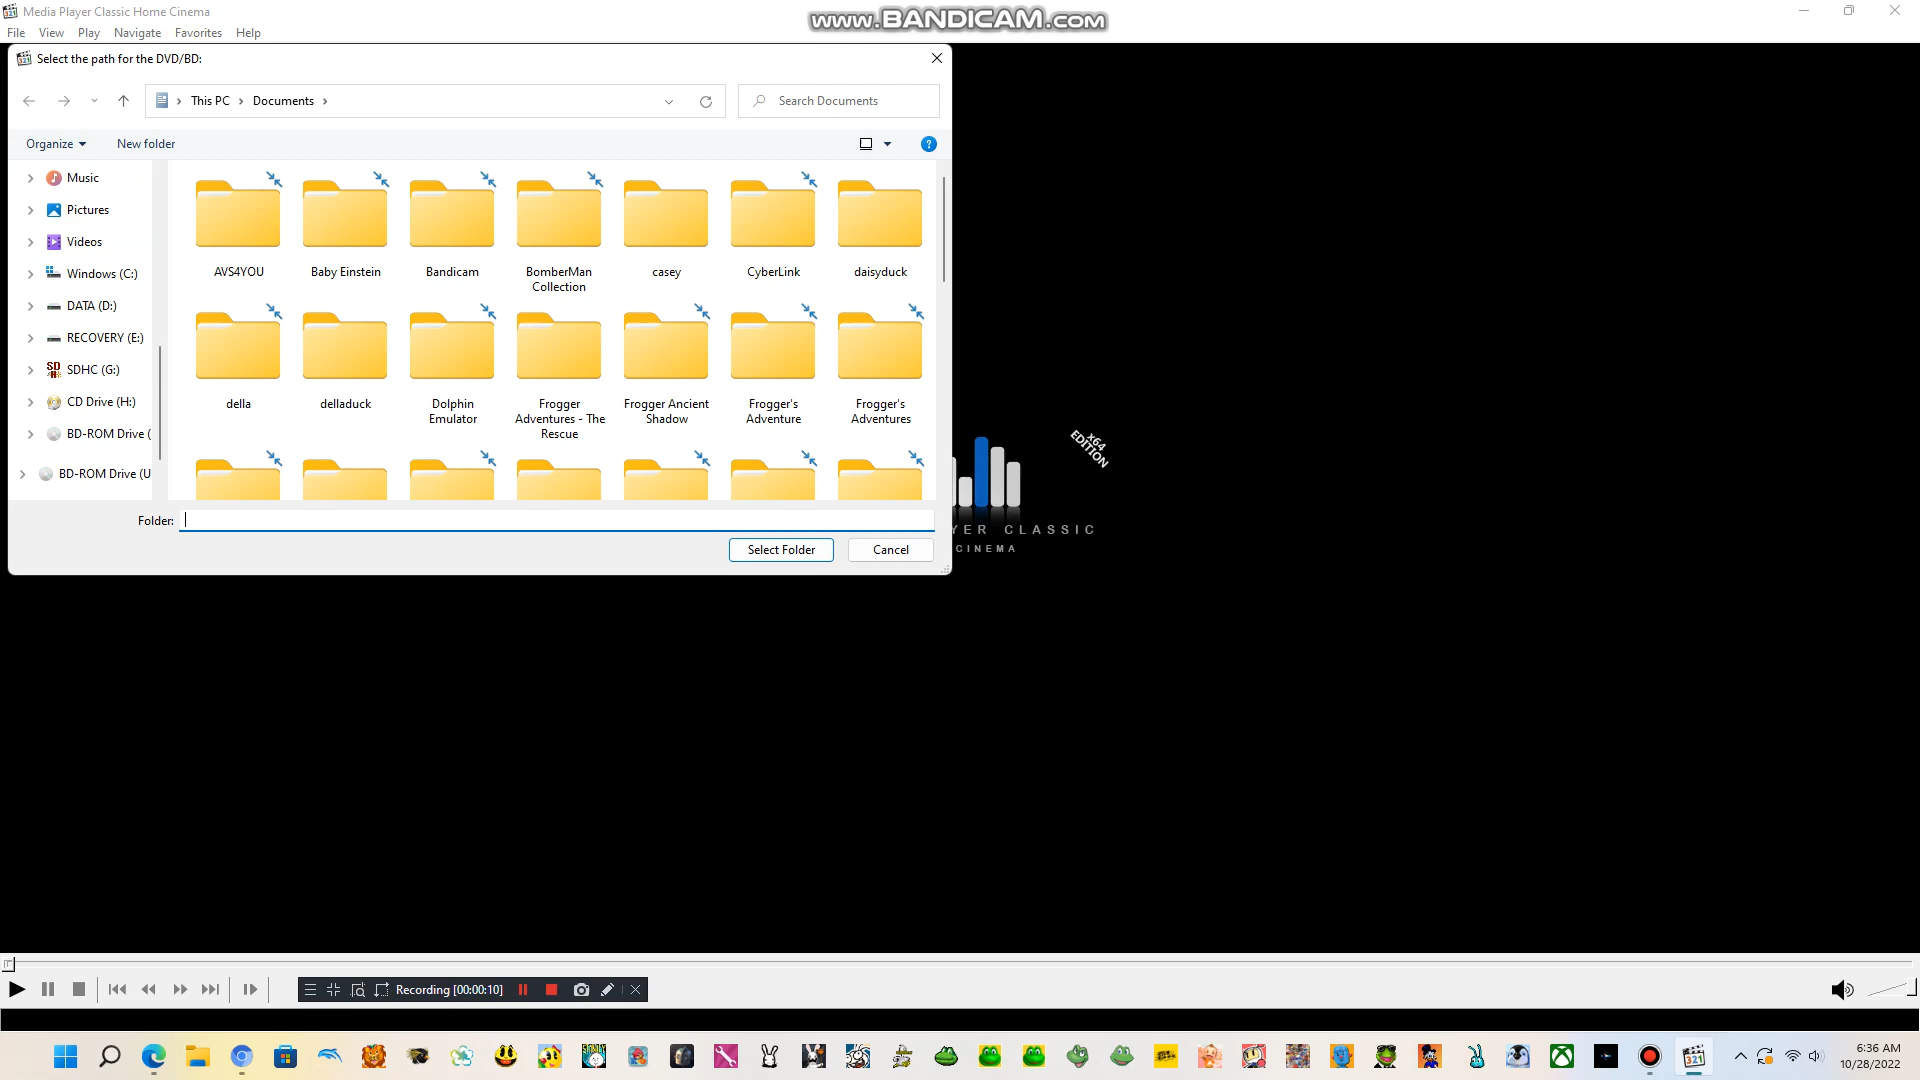 Media Player Classic Home Cinema
www.BANDICAM.com
File View Play Navigate Favorites Help
Select the path for the DVD/BD:
This PC Documents
Search Documents
Organize New folder
Music
Pictures
Videos
Windows (C:)
DATA (D:)
RECOVERY (E:)
SDHC (G:)
CD Drive (H:)
BD-ROM Drive (
BD-ROM Drive (U
AVS4YOU
Baby Einstein
Bandicam
BomberMan
Collection
casey
CyberLink
daisyduck
della
delladuck
Dolphin
Emulator
Frogger
Adventures - The
Rescue
Frogger Ancient
Shadow
Frogger's
Adventure
Frogger's
Adventures
Folder:
Select Folder Cancel
x64
EDITION
YER CLASSIC
CINEMA
Recording [00:00:10]
6:36 AM
10/28/2022